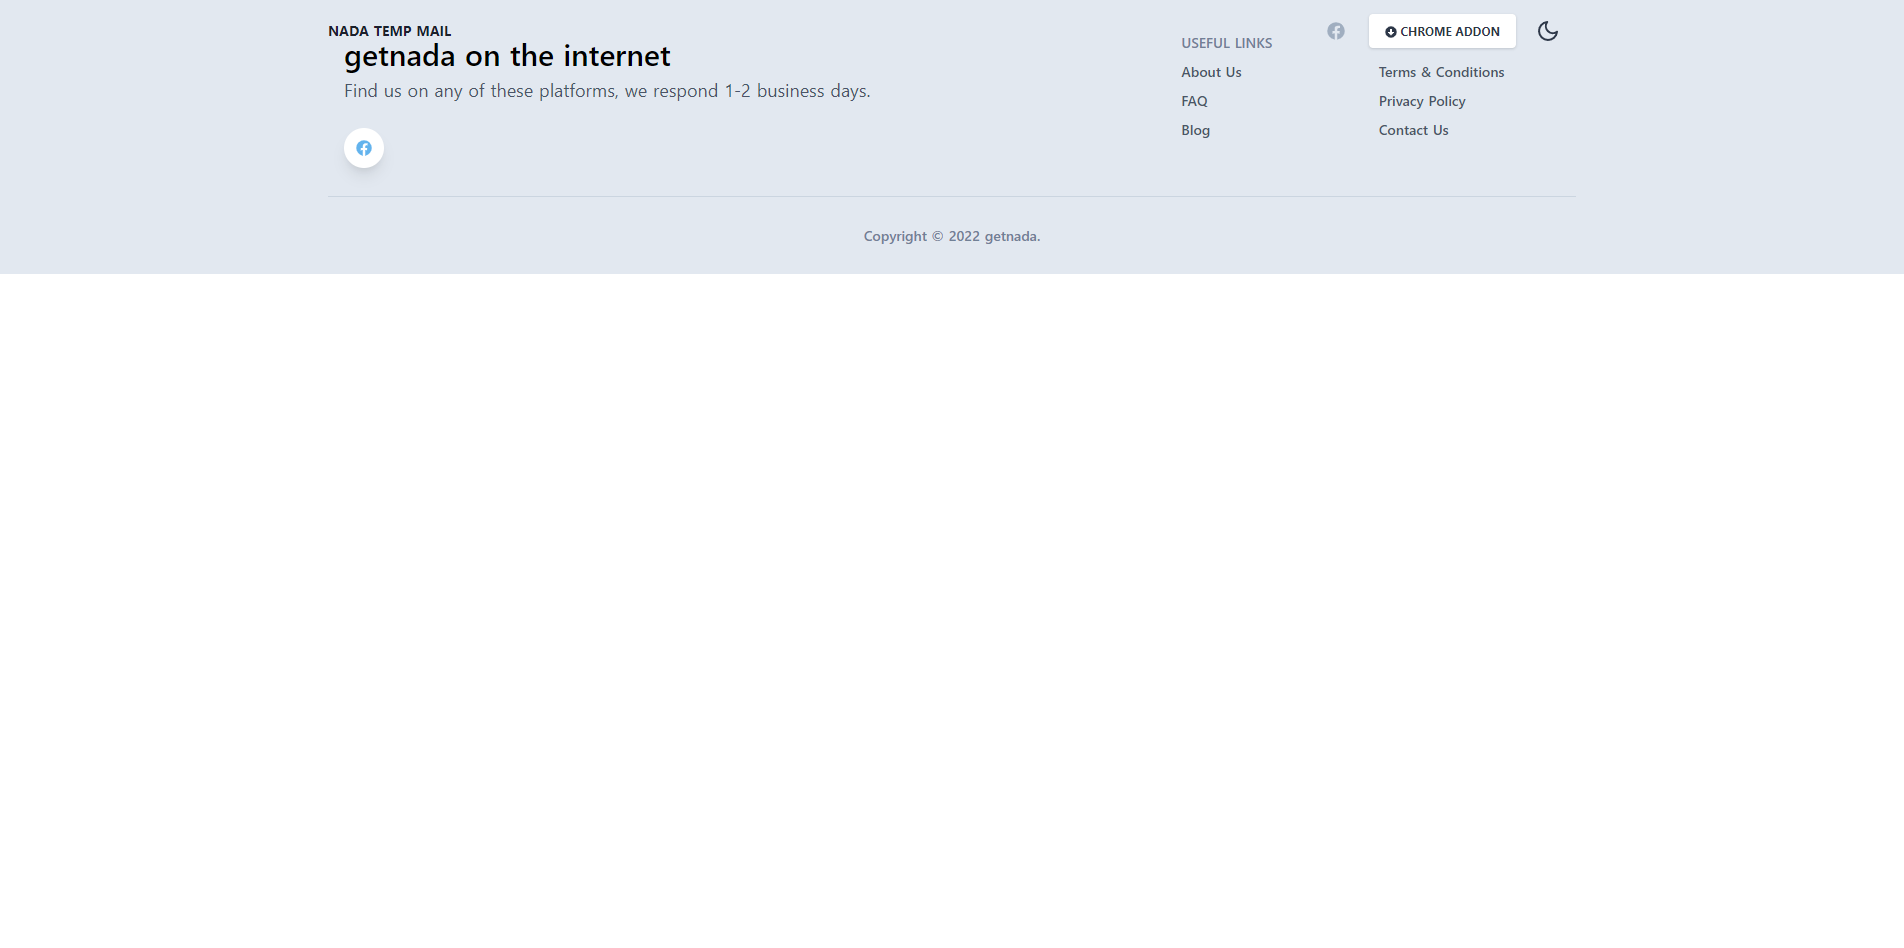 NADA TEMP MAIL
CHROME ADDON
getnada on the internet
Find us on any of these platforms, we respond 1-2 business days.
USEFUL LINKS
About Us
FAQ
Blog
Terms & Conditions
Privacy Policy
Contact Us
Copyright © 2022 getnada.